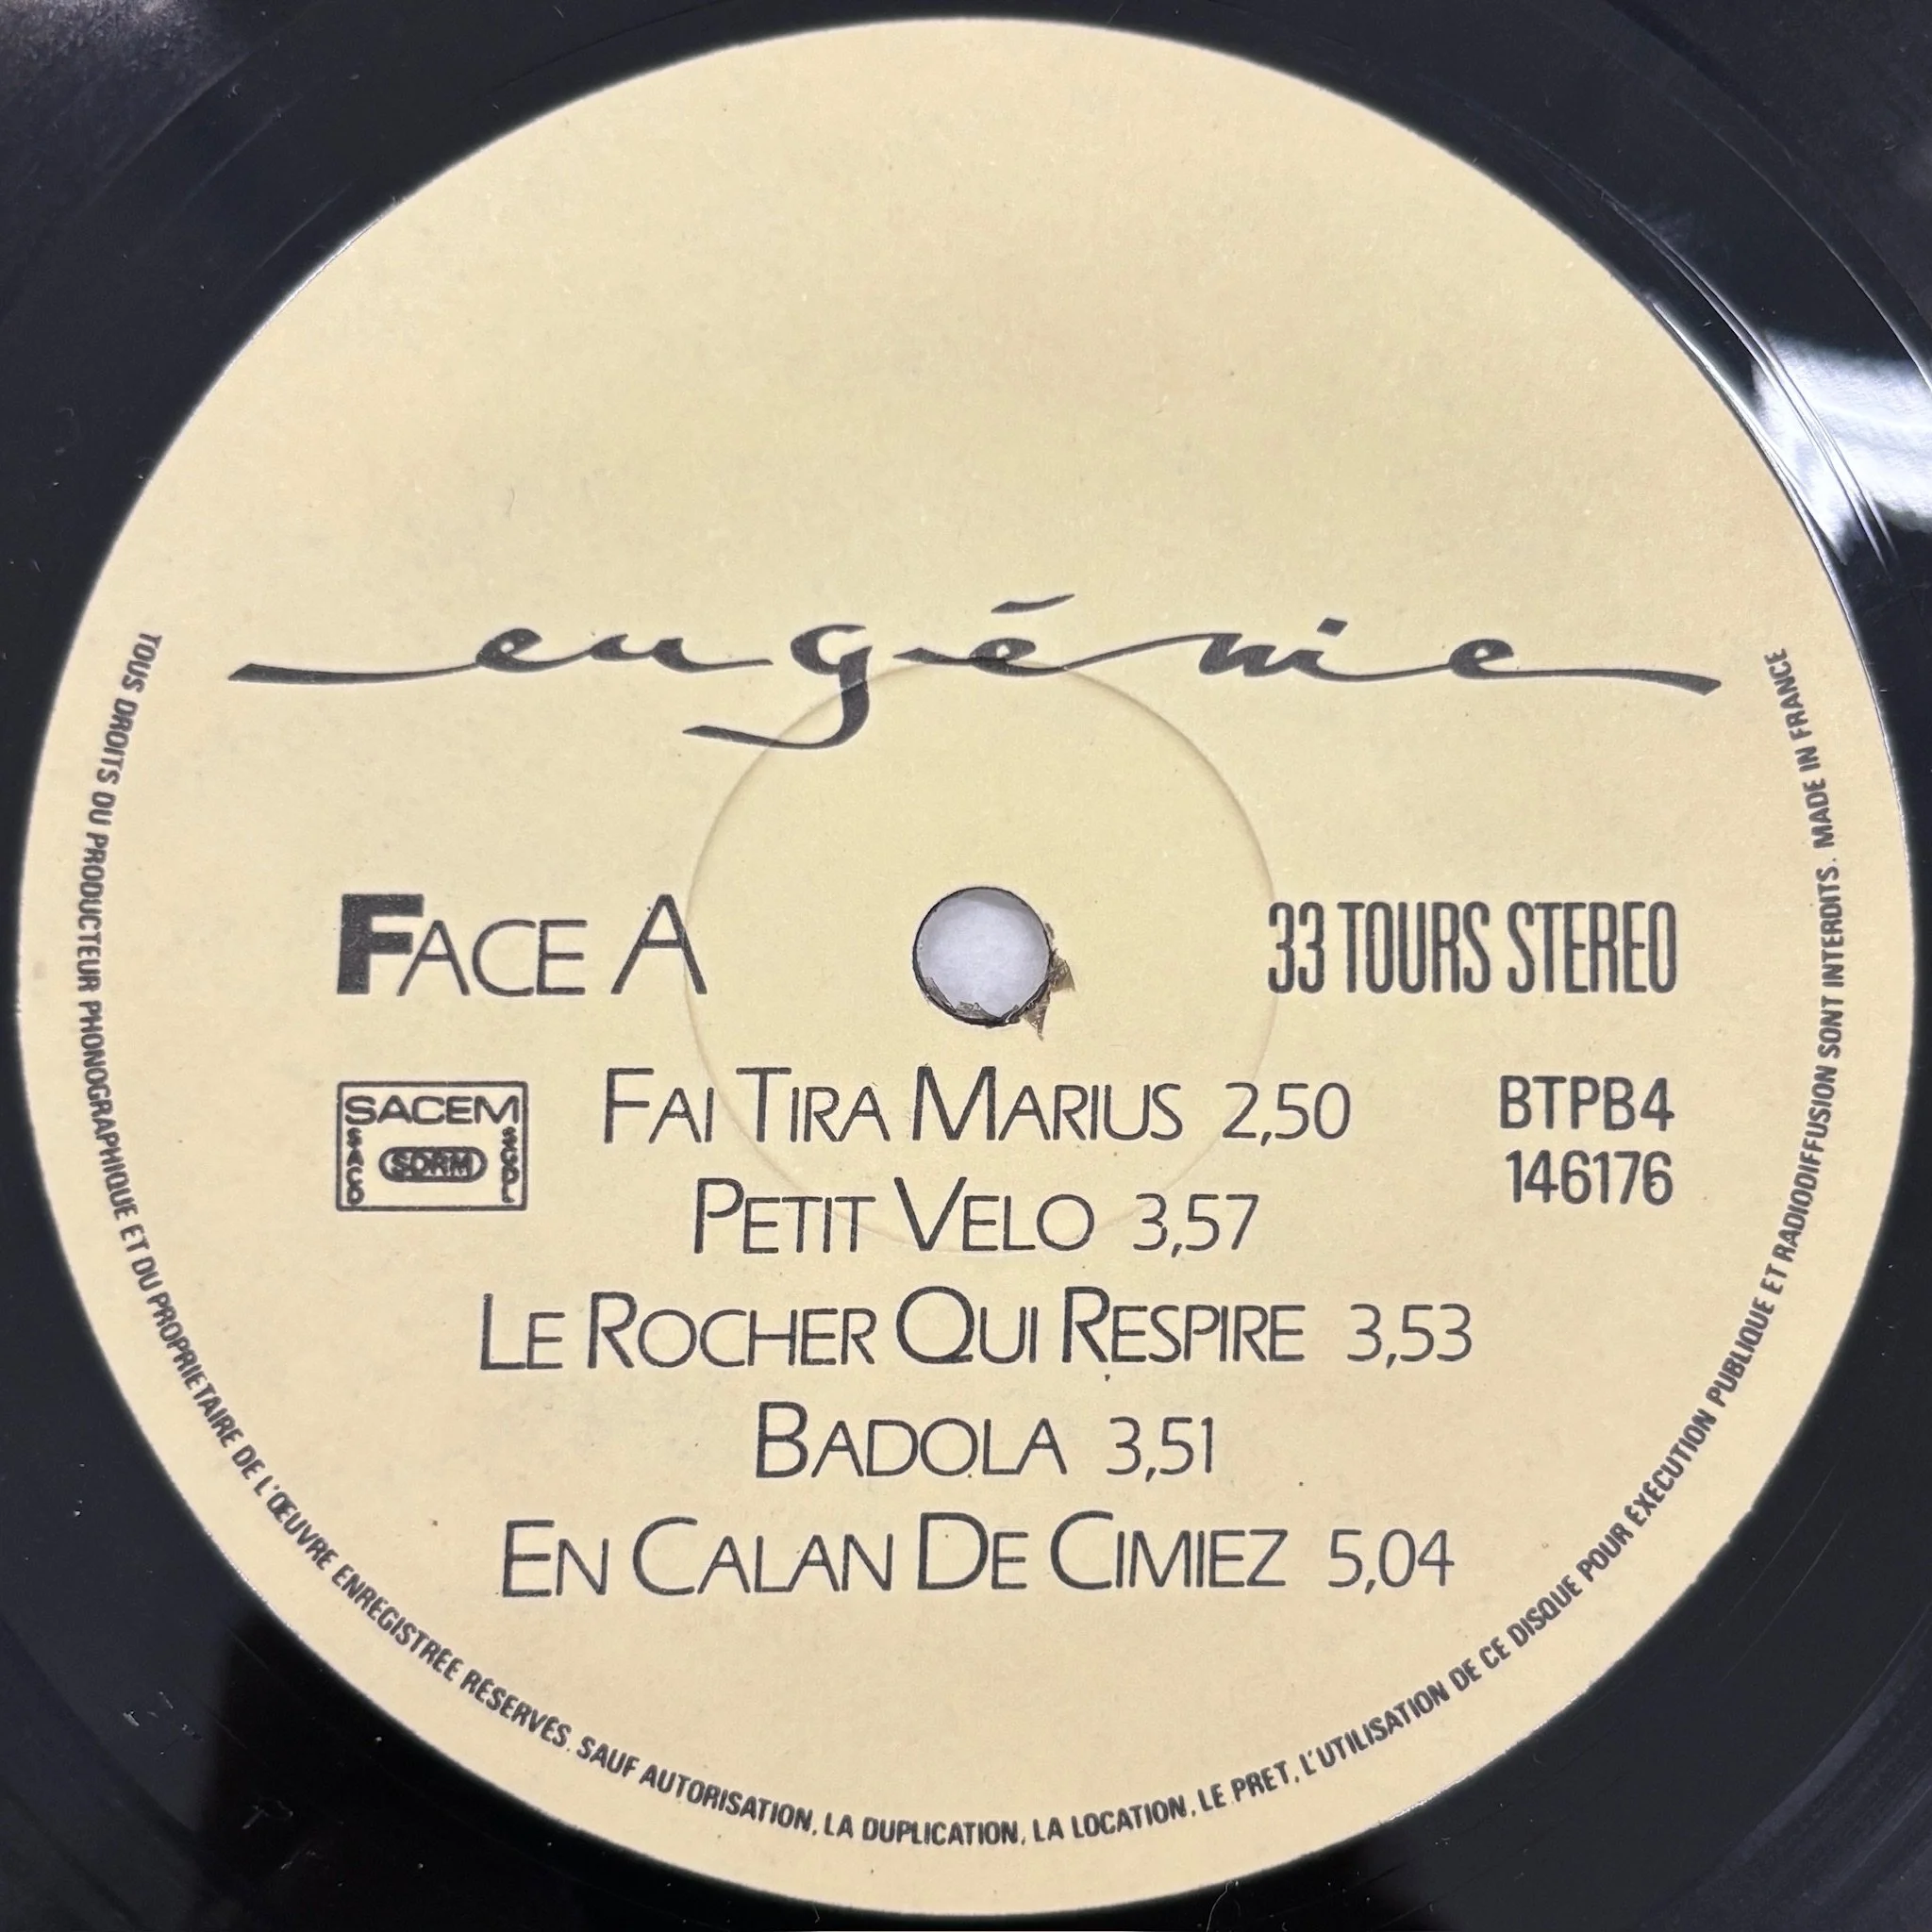 eugénie
FACE A
33 TOURS STEREO
SACEM
SACD
SDRM
SGDL
FAI TIRA MARIUS 2,50
BTPB4
146176
PETIT VELO 3,57
LE ROCHER QUI RESPIRE 3,53
BADOLA 3,51
EN CALAN DE CIMIEZ 5,04
TOUS DROITS DU PRODUCTEUR PHONOGRAPHIQUE ET DU PROPRIETAIRE DE L'ŒUVRE ENREGISTRÉE RÉSERVÉS. SAUF AUTORISATION, LA DUPLICATION, LA LOCATION, LE PRET, L'UTILISATION DE CE DISQUE POUR EXÉCUTION PUBLIQUE ET RADIODIFFUSION SONT INTERDITS. MADE IN FRANCE